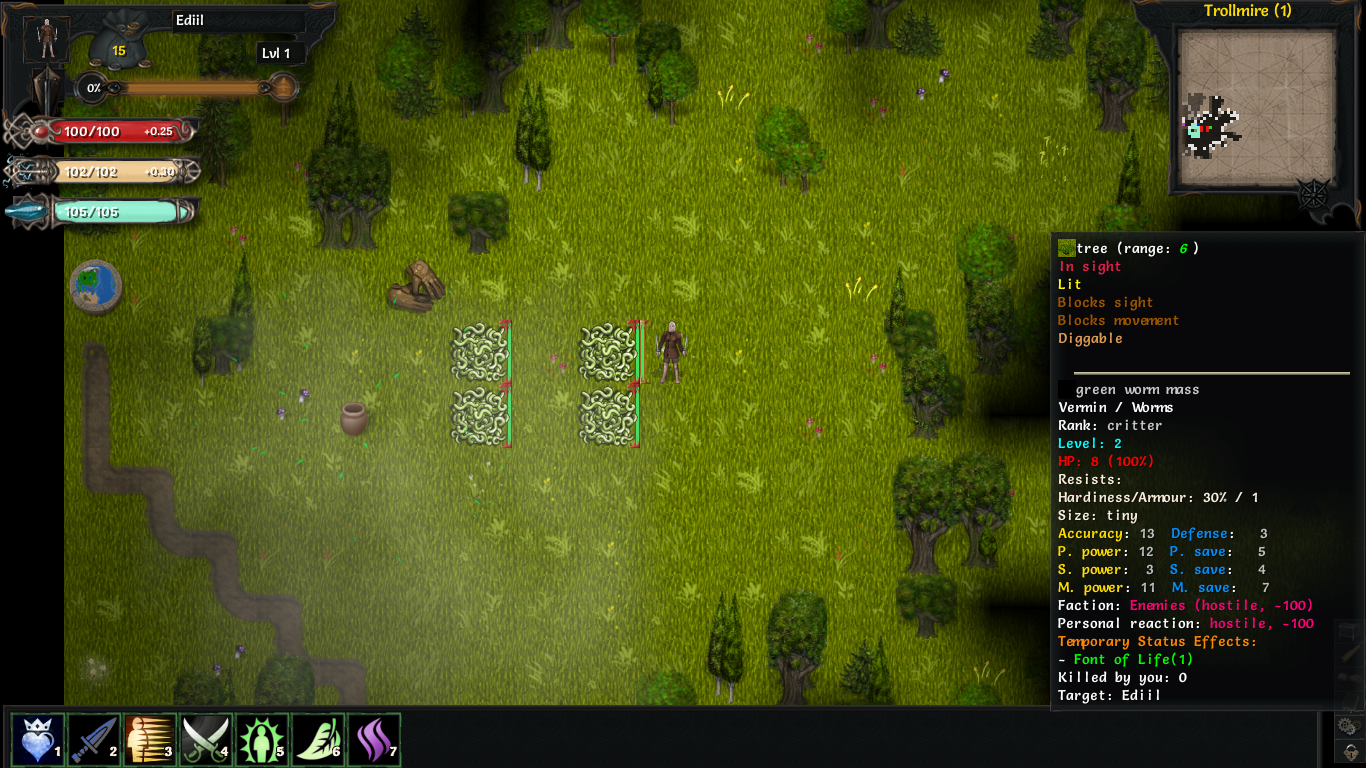 Ediil
15
Lvl 1
0%
100/100 +0.25
102/102 +0.30
105/105
Trollmire (1)
tree (range: 6 )
In sight
Lit
Blocks sight
Blocks movement
Diggable
green worm mass
Vermin / Worms
Rank: critter
Level: 2
HP: 8 (100%)
Resists:
Hardiness/Armour: 30% / 1
Size: tiny
Accuracy: 13 Defense: 3
P. power: 12 P. save: 5
S. power: 3 S. save: 4
M. power: 11 M. save: 7
Faction: Enemies (hostile, -100)
Personal reaction: hostile, -100
Temporary Status Effects:
- Font of Life(1)
Killed by you: 0
Target: Ediil
1 2 3 4 5 6 7